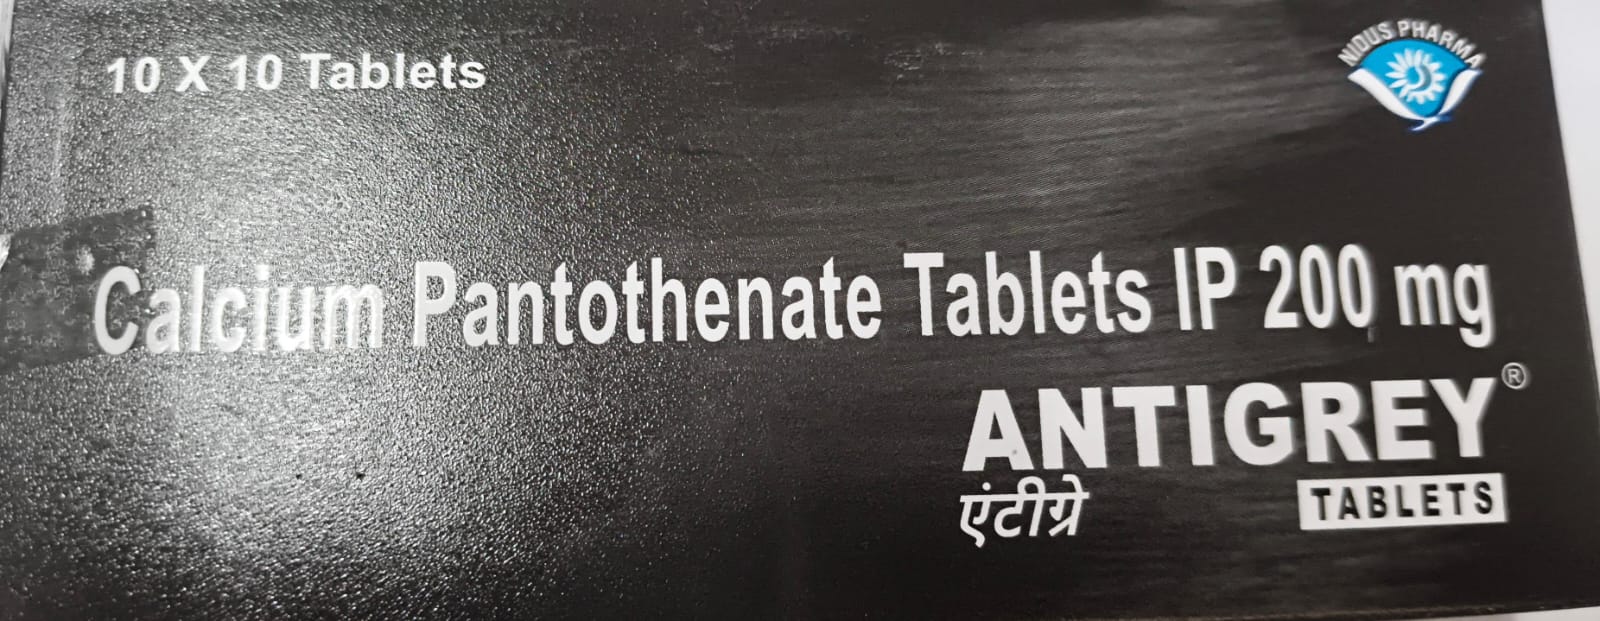 10 X 10 Tablets
NIDUS PHARMA
Calcium Pantothenate Tablets IP 200 mg
ANTIGREY®
एंटीग्रे
TABLETS